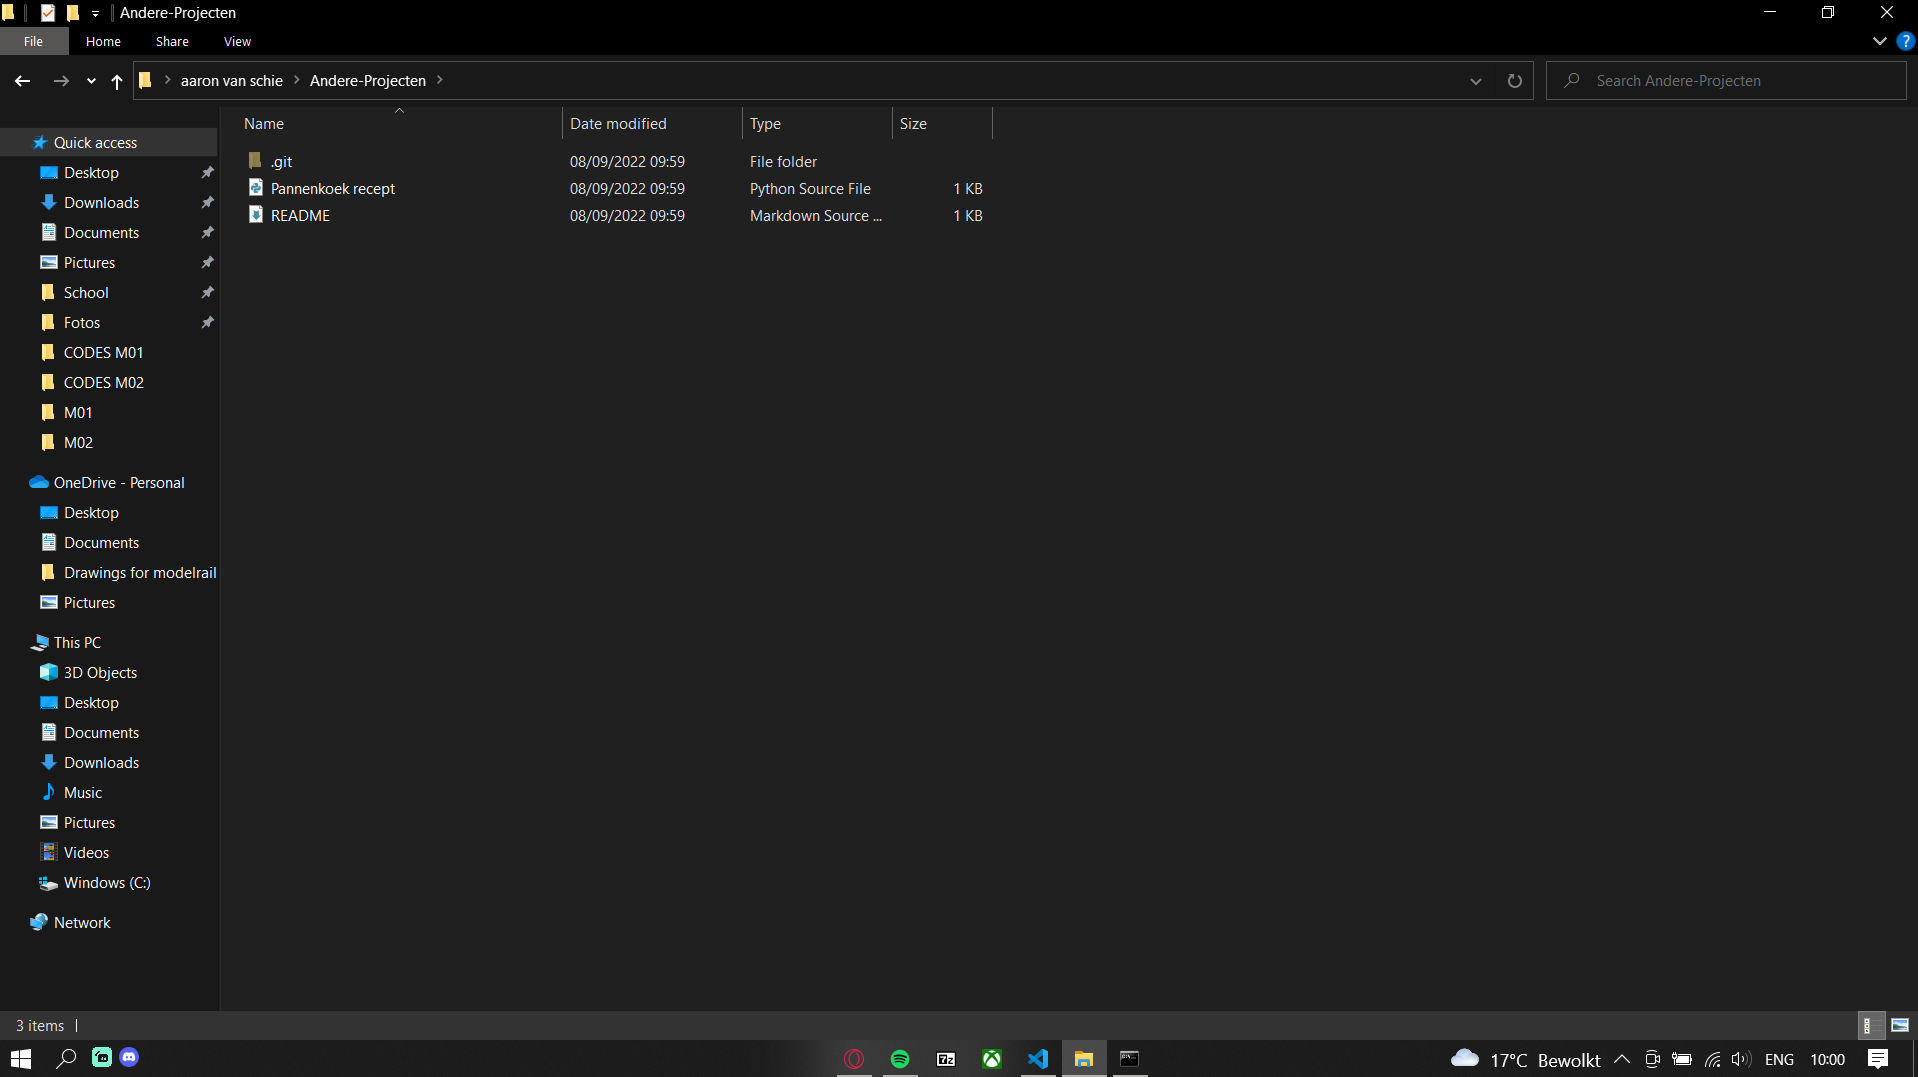 Andere-Projecten
File Home Share View
aaron van schie Andere-Projecten
Search Andere-Projecten
Name Date modified Type Size
.git 08/09/2022 09:59 File folder
Pannenkoek recept 08/09/2022 09:59 Python Source File 1 KB
README 08/09/2022 09:59 Markdown Source ... 1 KB
Quick access
Desktop
Downloads
Documents
Pictures
School
Fotos
CODES M01
CODES M02
M01
M02
OneDrive - Personal
Desktop
Documents
Drawings for modelrail
Pictures
This PC
3D Objects
Desktop
Documents
Downloads
Music
Pictures
Videos
Windows (C:)
Network
3 items
17°C Bewolkt ENG 10:00